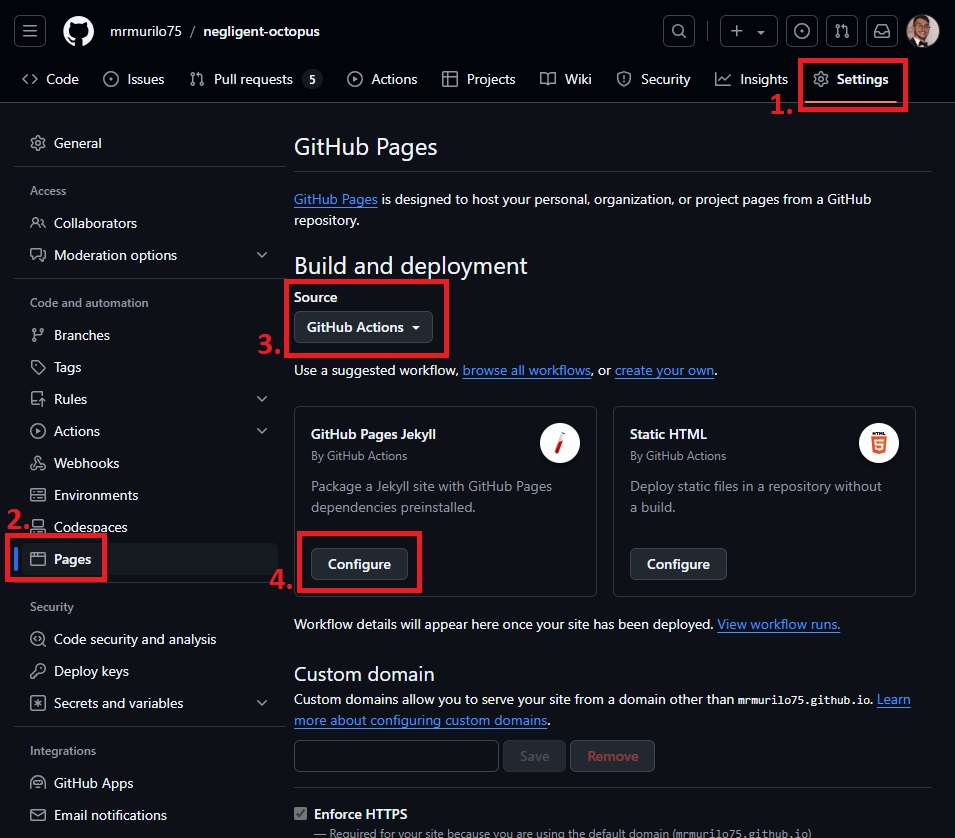 mrmurilo75 / negligent-octopus
Code Issues Pull requests 5 Actions Projects Wiki Security Insights Settings
1.
General
Access
Collaborators
Moderation options
Code and automation
Branches
Tags
Rules
Actions
Webhooks
Environments
Codespaces
2.
Pages
Security
Code security and analysis
Deploy keys
Secrets and variables
Integrations
GitHub Apps
Email notifications
GitHub Pages
GitHub Pages is designed to host your personal, organization, or project pages from a GitHub
repository.
Build and deployment
Source
GitHub Actions
3.
Use a suggested workflow, browse all workflows, or create your own.
GitHub Pages Jekyll
By GitHub Actions
Package a Jekyll site with GitHub Pages
dependencies preinstalled.
Configure
4.
Static HTML
By GitHub Actions
HTML
5
Deploy static files in a repository without
a build.
Configure
Workflow details will appear here once your site has been deployed. View workflow runs.
Custom domain
Custom domains allow you to serve your site from a domain other than mrmurilo75.github.io. Learn
more about configuring custom domains.
Save Remove
Enforce HTTPS
— Required for your site because you are using the default domain (mrmurilo75.github.io)